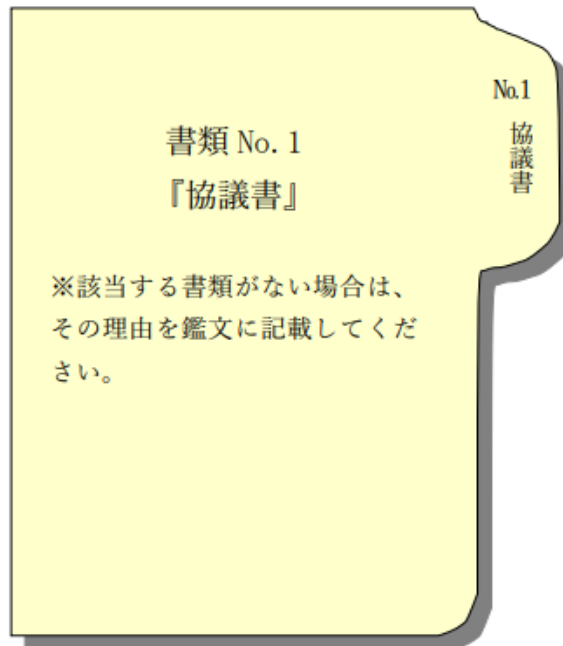 書類 No. 1
『協議書』
※該当する書類がない場合は、
その理由を鑑文に記載してくだ
さい。
№1
協議書